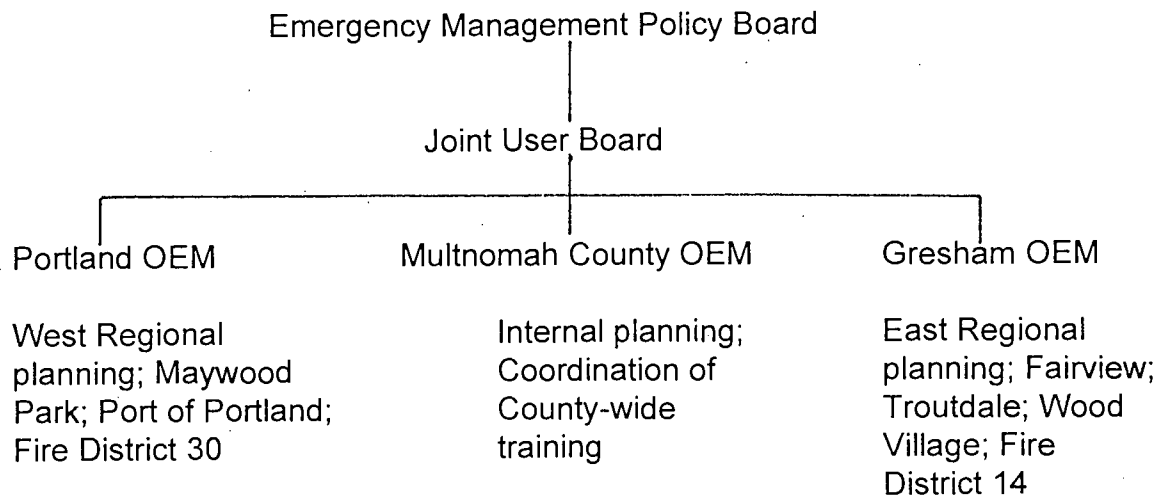 Emergency Management Policy Board
Joint User Board
Portland OEM
West Regional
planning; Maywood
Park; Port of Portland;
Fire District 30
Multnomah County OEM
Internal planning;
Coordination of
County-wide
training
Gresham OEM
East Regional
planning; Fairview;
Troutdale; Wood
Village; Fire
District 14